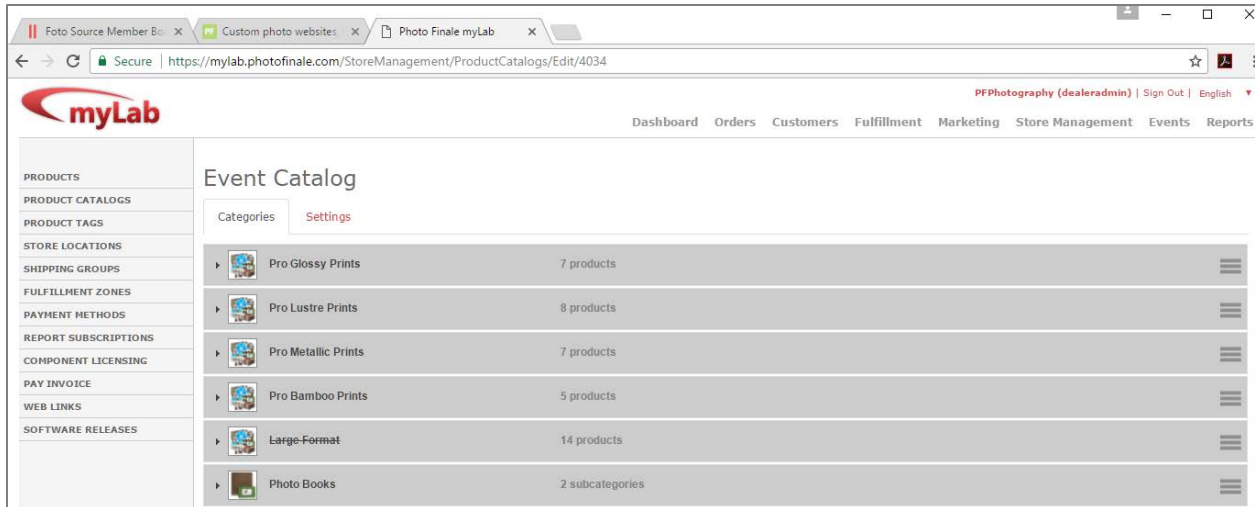 Foto Source Member Bo
Custom photo websites,
Photo Finale myLab
Secure | https://mylab.photofinale.com/StoreManagement/ProductCatalogs/Edit/4034
PFPhotography (dealeradmin) | Sign Out | English
myLab
Dashboard Orders Customers Fulfillment Marketing Store Management Events Reports
PRODUCTS
PRODUCT CATALOGS
PRODUCT TAGS
STORE LOCATIONS
SHIPPING GROUPS
FULFILLMENT ZONES
PAYMENT METHODS
REPORT SUBSCRIPTIONS
COMPONENT LICENSING
PAY INVOICE
WEB LINKS
SOFTWARE RELEASES
Event Catalog
Categories Settings
Pro Glossy Prints 7 products
Pro Lustre Prints 8 products
Pro Metallic Prints 7 products
Pro Bamboo Prints 5 products
Large Format 14 products
Photo Books 2 subcategories